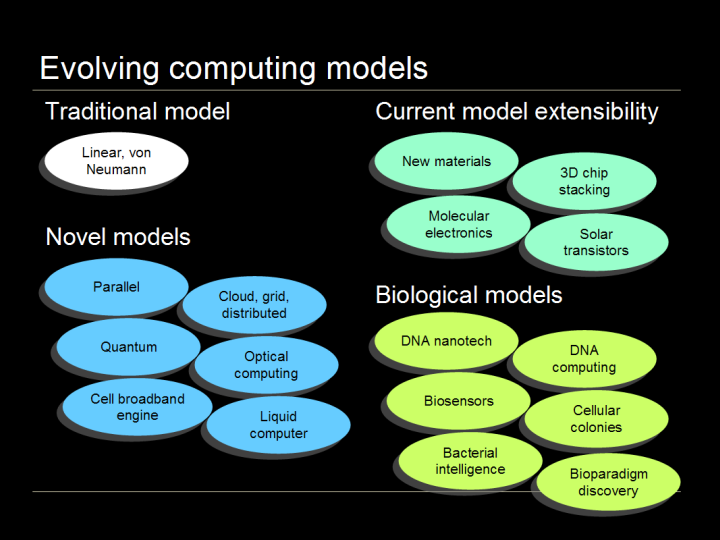 Evolving computing models
Traditional model
Linear, von
Neumann
Novel models
Parallel
Cloud, grid,
distributed
Quantum
Optical
computing
Cell broadband
engine
Liquid
computer
Current model extensibility
New materials
3D chip
stacking
Molecular
electronics
Solar
transistors
Biological models
DNA nanotech
DNA
computing
Biosensors
Cellular
colonies
Bacterial
intelligence
Bioparadigm
discovery